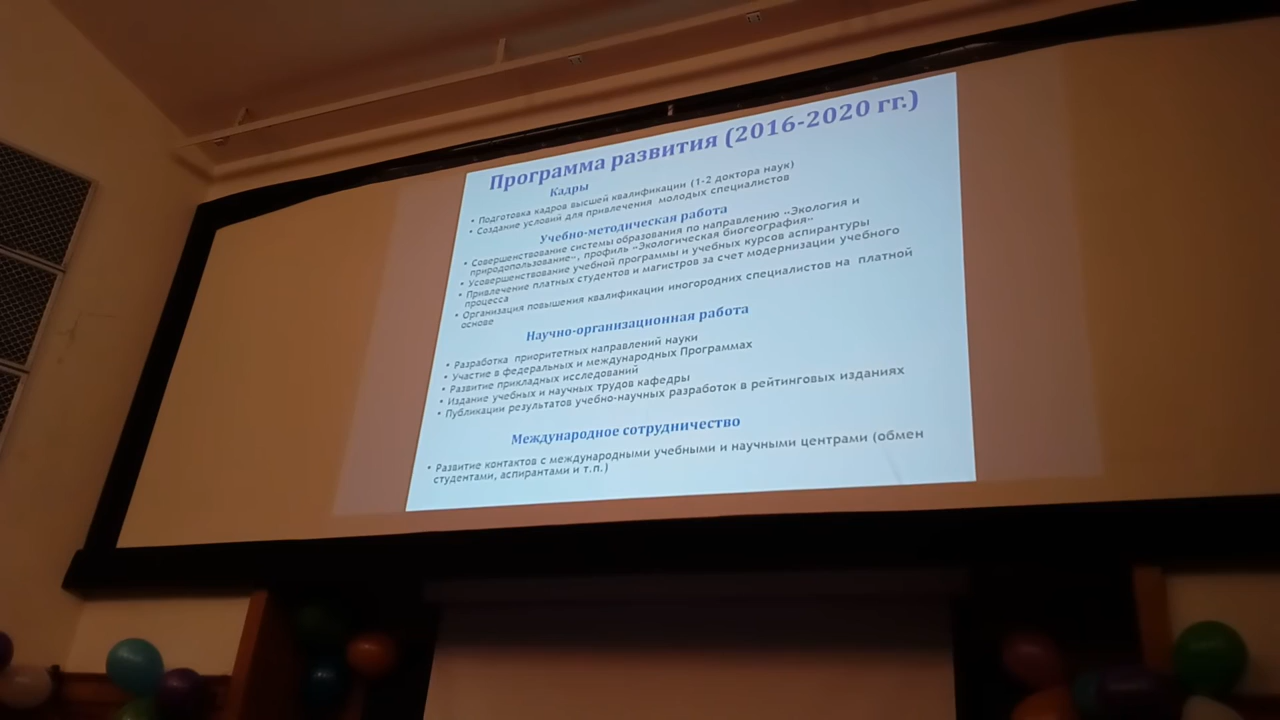 Программа развития (2016-2020 гг.)
Кадры
• Подготовка кадров высшей квалификации (1-2 доктора наук)
• Создание условий для привлечения молодых специалистов
Учебно-методическая работа
• Совершенствование системы образования по направлению «Экология и
природопользование», профиль «Экологическая биогеография»
• Усовершенствование учебной программы и учебных курсов аспирантуры
• Привлечение платных студентов и магистров за счет модернизации учебного
процесса
• Организация повышения квалификации иногородних специалистов на платной
основе
Научно-организационная работа
• Разработка приоритетных направлений науки
• Участие в федеральных и международных Программах
• Развитие прикладных исследований
• Издание учебных и научных трудов кафедры
• Публикации результатов учебно-научных разработок в рейтинговых изданиях
Международное сотрудничество
• Развитие контактов с международными учебными и научными центрами (обмен
студентами, аспирантами и т.п.)